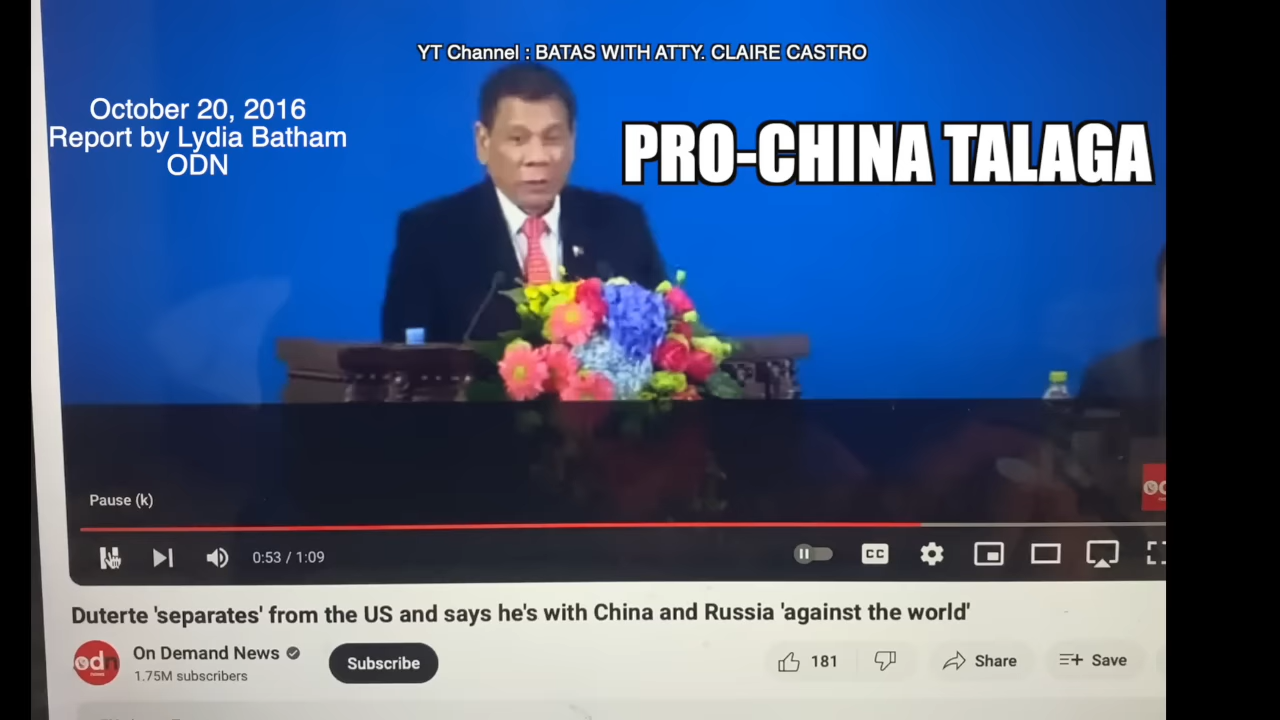 YT Channel : BATAS WITH ATTY. CLAIRE CASTRO
October 20, 2016
Report by Lydia Batham
ODN
PRO-CHINA TALAGA
Pause (k)
0:53 / 1:09
CC
Duterte 'separates' from the US and says he's with China and Russia 'against the world'
odn
On Demand News
1.75M subscribers
Subscribe
181
Share
Save